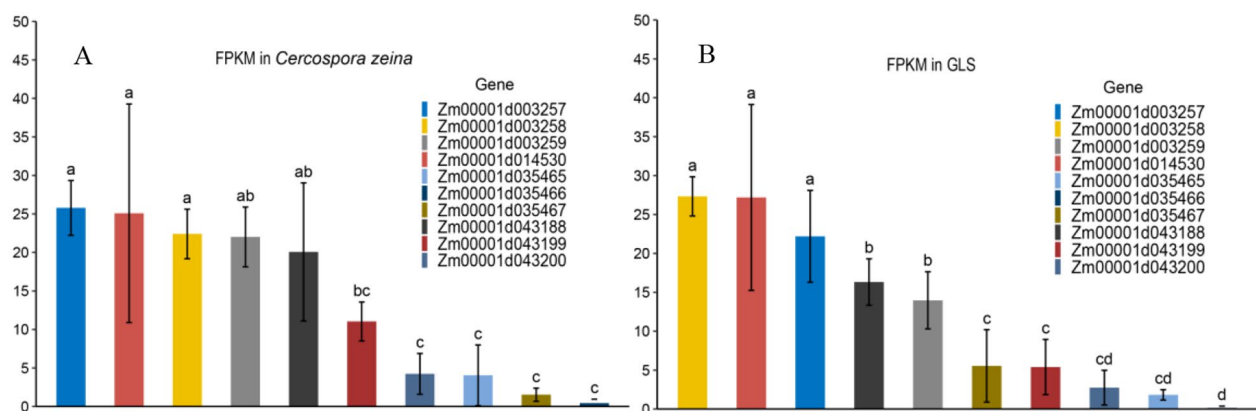 A
FPKM in Cercospora zeina
50
45
40
35
30
25
20
15
10
5
0
Gene
Zm00001d003257
Zm00001d003258
Zm00001d003259
Zm00001d014530
Zm00001d035465
Zm00001d035466
Zm00001d035467
Zm00001d043188
Zm00001d043199
Zm00001d043200
a a a ab ab bc c c c c
B
FPKM in GLS
50
45
40
35
30
25
20
15
10
5
0
Gene
Zm00001d003257
Zm00001d003258
Zm00001d003259
Zm00001d014530
Zm00001d035465
Zm00001d035466
Zm00001d035467
Zm00001d043188
Zm00001d043199
Zm00001d043200
a a a b b c c cd cd d